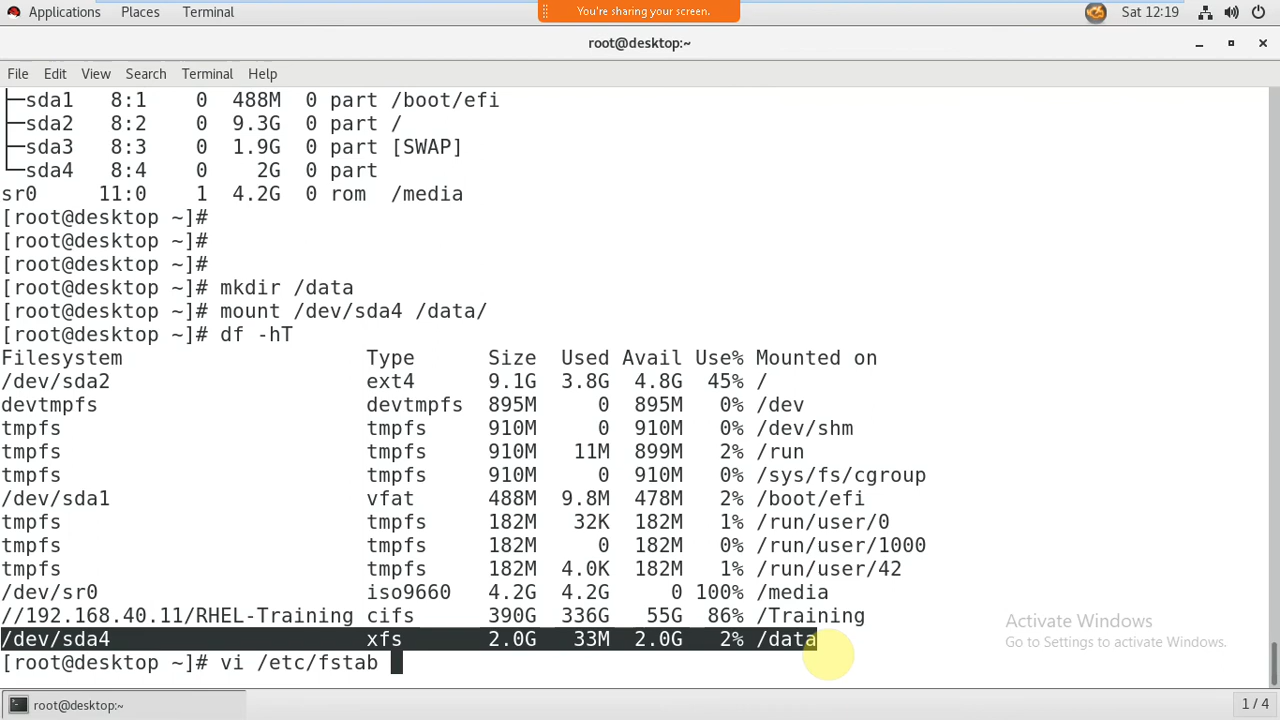 Applications Places Terminal You're sharing your screen. Sat 12:19
root@desktop:~
File Edit View Search Terminal Help
├─sda1 8:1 0 488M 0 part /boot/efi
├─sda2 8:2 0 9.3G 0 part /
├─sda3 8:3 0 1.9G 0 part [SWAP]
└─sda4 8:4 0 2G 0 part
sr0 11:0 1 4.2G 0 rom /media
[root@desktop ~]#
[root@desktop ~]#
[root@desktop ~]#
[root@desktop ~]# mkdir /data
[root@desktop ~]# mount /dev/sda4 /data/
[root@desktop ~]# df -hT
Filesystem Type Size Used Avail Use% Mounted on
/dev/sda2 ext4 9.1G 3.8G 4.8G 45% /
devtmpfs devtmpfs 895M 0 895M 0% /dev
tmpfs tmpfs 910M 0 910M 0% /dev/shm
tmpfs tmpfs 910M 11M 899M 2% /run
tmpfs tmpfs 910M 0 910M 0% /sys/fs/cgroup
/dev/sda1 vfat 488M 9.8M 478M 2% /boot/efi
tmpfs tmpfs 182M 32K 182M 1% /run/user/0
tmpfs tmpfs 182M 0 182M 0% /run/user/1000
tmpfs tmpfs 182M 4.0K 182M 1% /run/user/42
/dev/sr0 iso9660 4.2G 4.2G 0 100% /media
//192.168.40.11/RHEL-Training cifs 390G 336G 55G 86% /Training
/dev/sda4 xfs 2.0G 33M 2.0G 2% /data
[root@desktop ~]# vi /etc/fstab
Activate Windows
Go to Settings to activate Windows.
root@desktop:~ 1 / 4